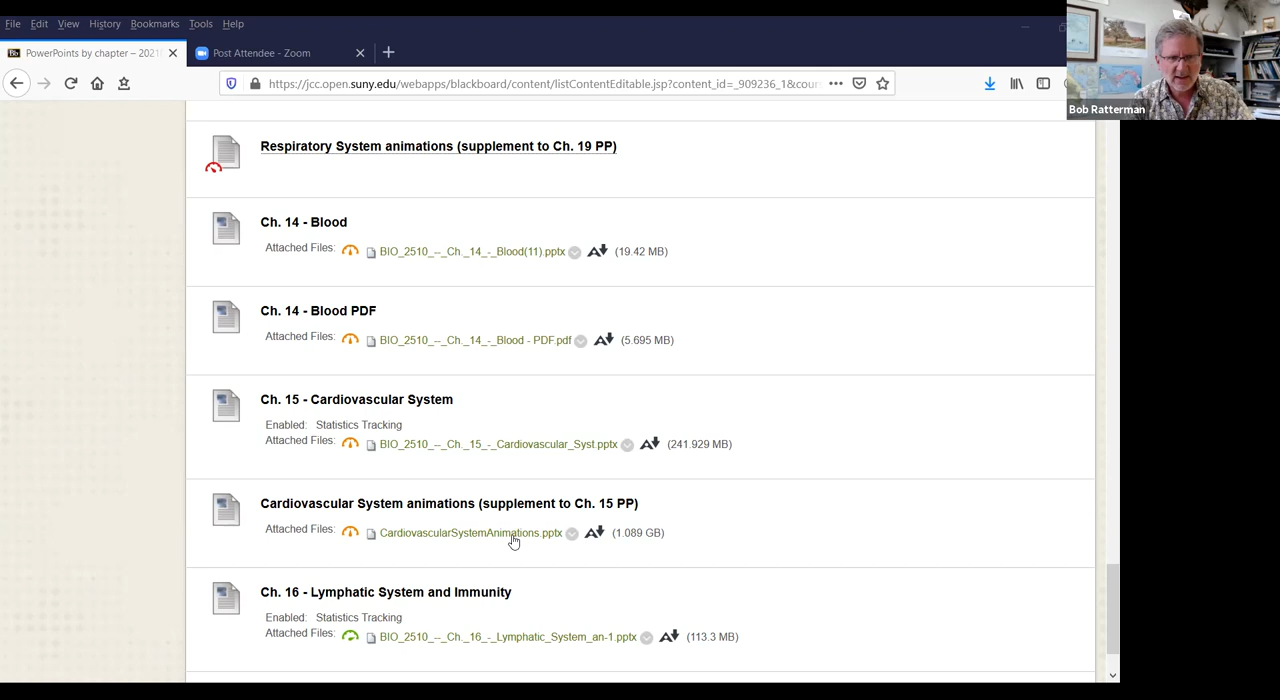 File Edit View History Bookmarks Tools Help
PowerPoints by chapter – 2021
Post Attendee - Zoom
https://jcc.open.suny.edu/webapps/blackboard/content/listContentEditable.jsp?content_id=_909236_1&cour
Bob Ratterman
Respiratory System animations (supplement to Ch. 19 PP)
Ch. 14 - Blood
Attached Files: BIO_2510_--_Ch._14_-_Blood(11).pptx (19.42 MB)
Ch. 14 - Blood PDF
Attached Files: BIO_2510_--_Ch._14_-_Blood - PDF.pdf (5.695 MB)
Ch. 15 - Cardiovascular System
Enabled: Statistics Tracking
Attached Files: BIO_2510_--_Ch._15_-_Cardiovascular_Syst.pptx (241.929 MB)
Cardiovascular System animations (supplement to Ch. 15 PP)
Attached Files: CardiovascularSystemAnimations.pptx (1.089 GB)
Ch. 16 - Lymphatic System and Immunity
Enabled: Statistics Tracking
Attached Files: BIO_2510_--_Ch._16_-_Lymphatic_System_an-1.pptx (113.3 MB)